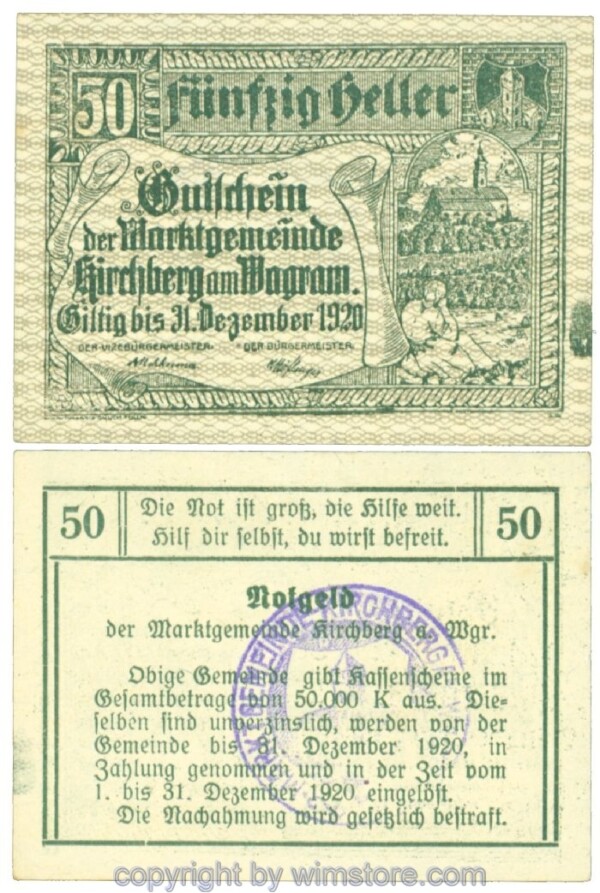 50 Fünfzig Heller
Gutschein
der Marktgemeinde
Kirchberg am Wagram.
Giltig bis 31. Dezember 1920
DER VIZEBÜRGERMEISTER. DER BÜRGERMEISTER.
50 Die Not ist groß, die Hilfe weit. 50
Hilf dir selbst, du wirst befreit.
Notgeld
der Marktgemeinde Kirchberg a. Wgr.
Obige Gemeinde gibt Kassenscheine im
Gesamtbetrage von 50.000 K aus. Die-
selben sind unverzinslich, werden von der
Gemeinde bis 31. Dezember 1920, in
Zahlung genommen und in der Zeit vom
1. bis 31. Dezember 1920 eingelöst.
Die Nachahmung wird gesetzlich bestraft.
MARKTGEMEINDE KIRCHBERG
copyright by wimstore.com